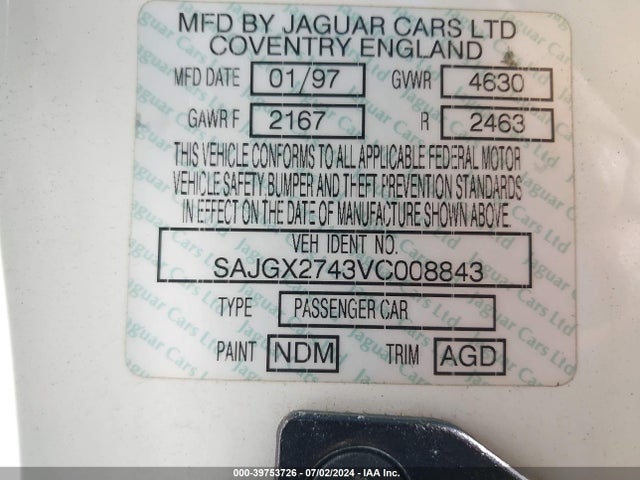 MFD BY JAGUAR CARS LTD
COVENTRY ENGLAND
MFD DATE 01/97 GVWR 4630
GAWR F 2167 R 2463
THIS VEHICLE CONFORMS TO ALL APPLICABLE FEDERAL MOTOR
VEHICLE SAFETY BUMPER AND THEFT PREVENTION STANDARDS
IN EFFECT ON THE DATE OF MANUFACTURE SHOWN ABOVE.
VEH IDENT NO.
SAJGX2743VC008843
TYPE PASSENGER CAR
PAINT NDM TRIM AGD
000-39753726 - 07/02/2024 - IAA Inc.